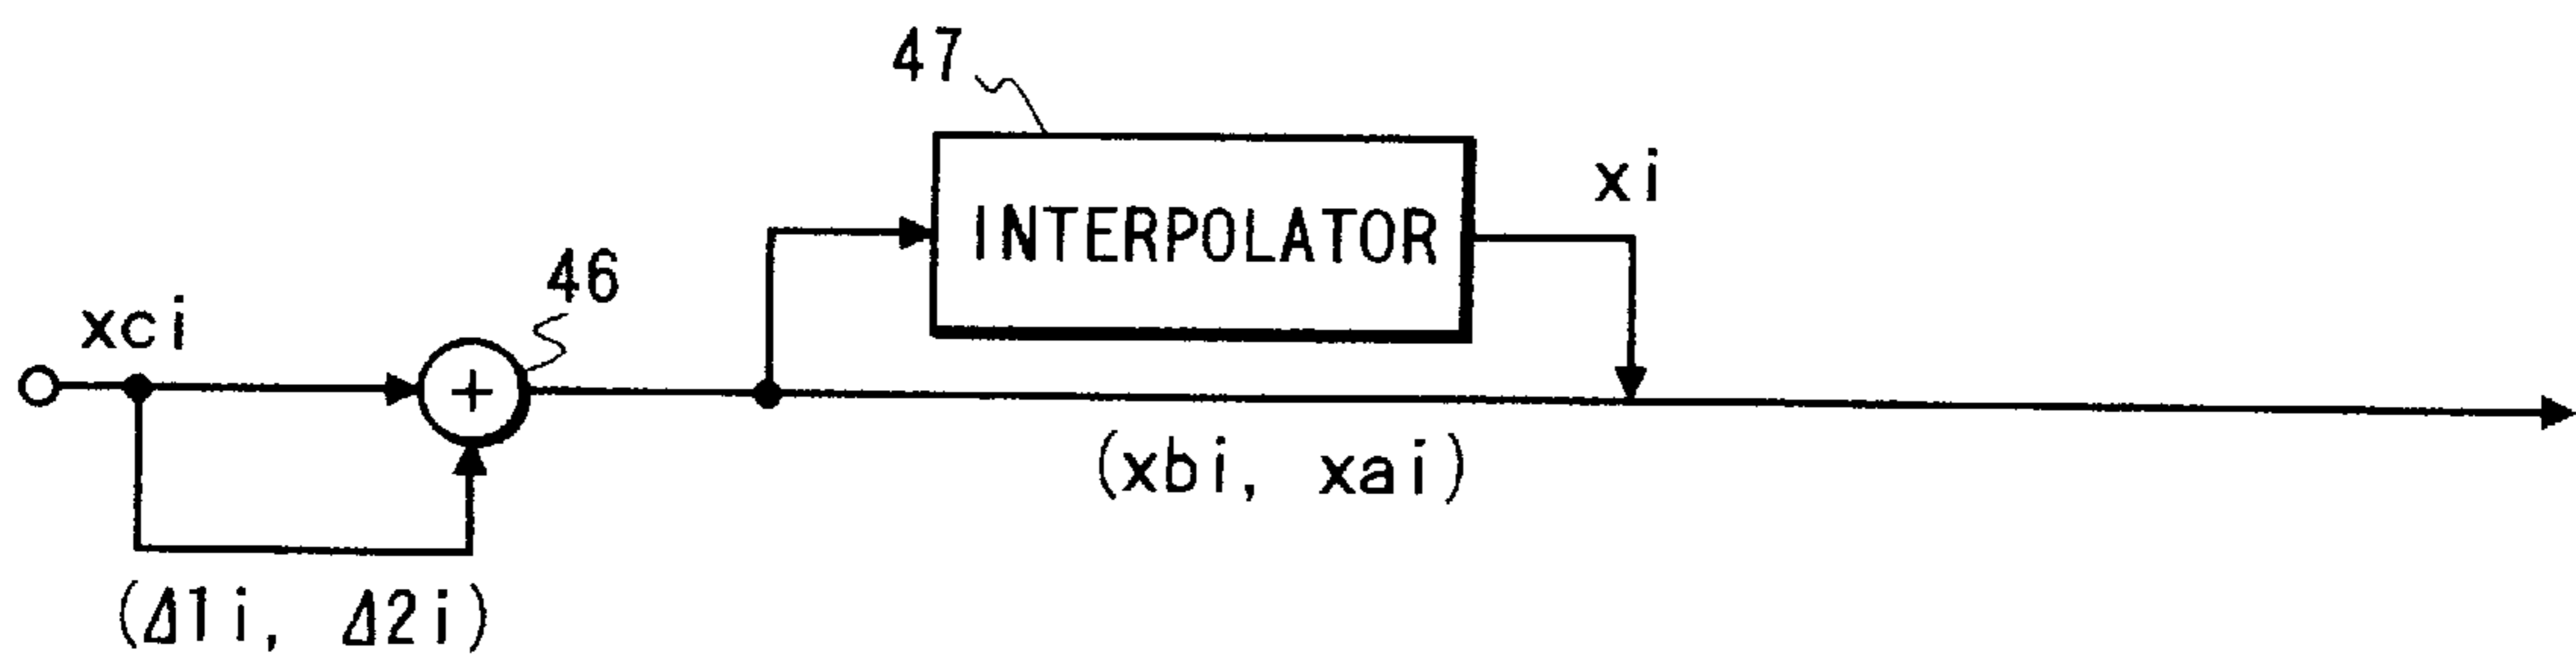 47
xi
INTERPOLATOR
46
xci
(xbi, xai)
(Δ1i, Δ2i)